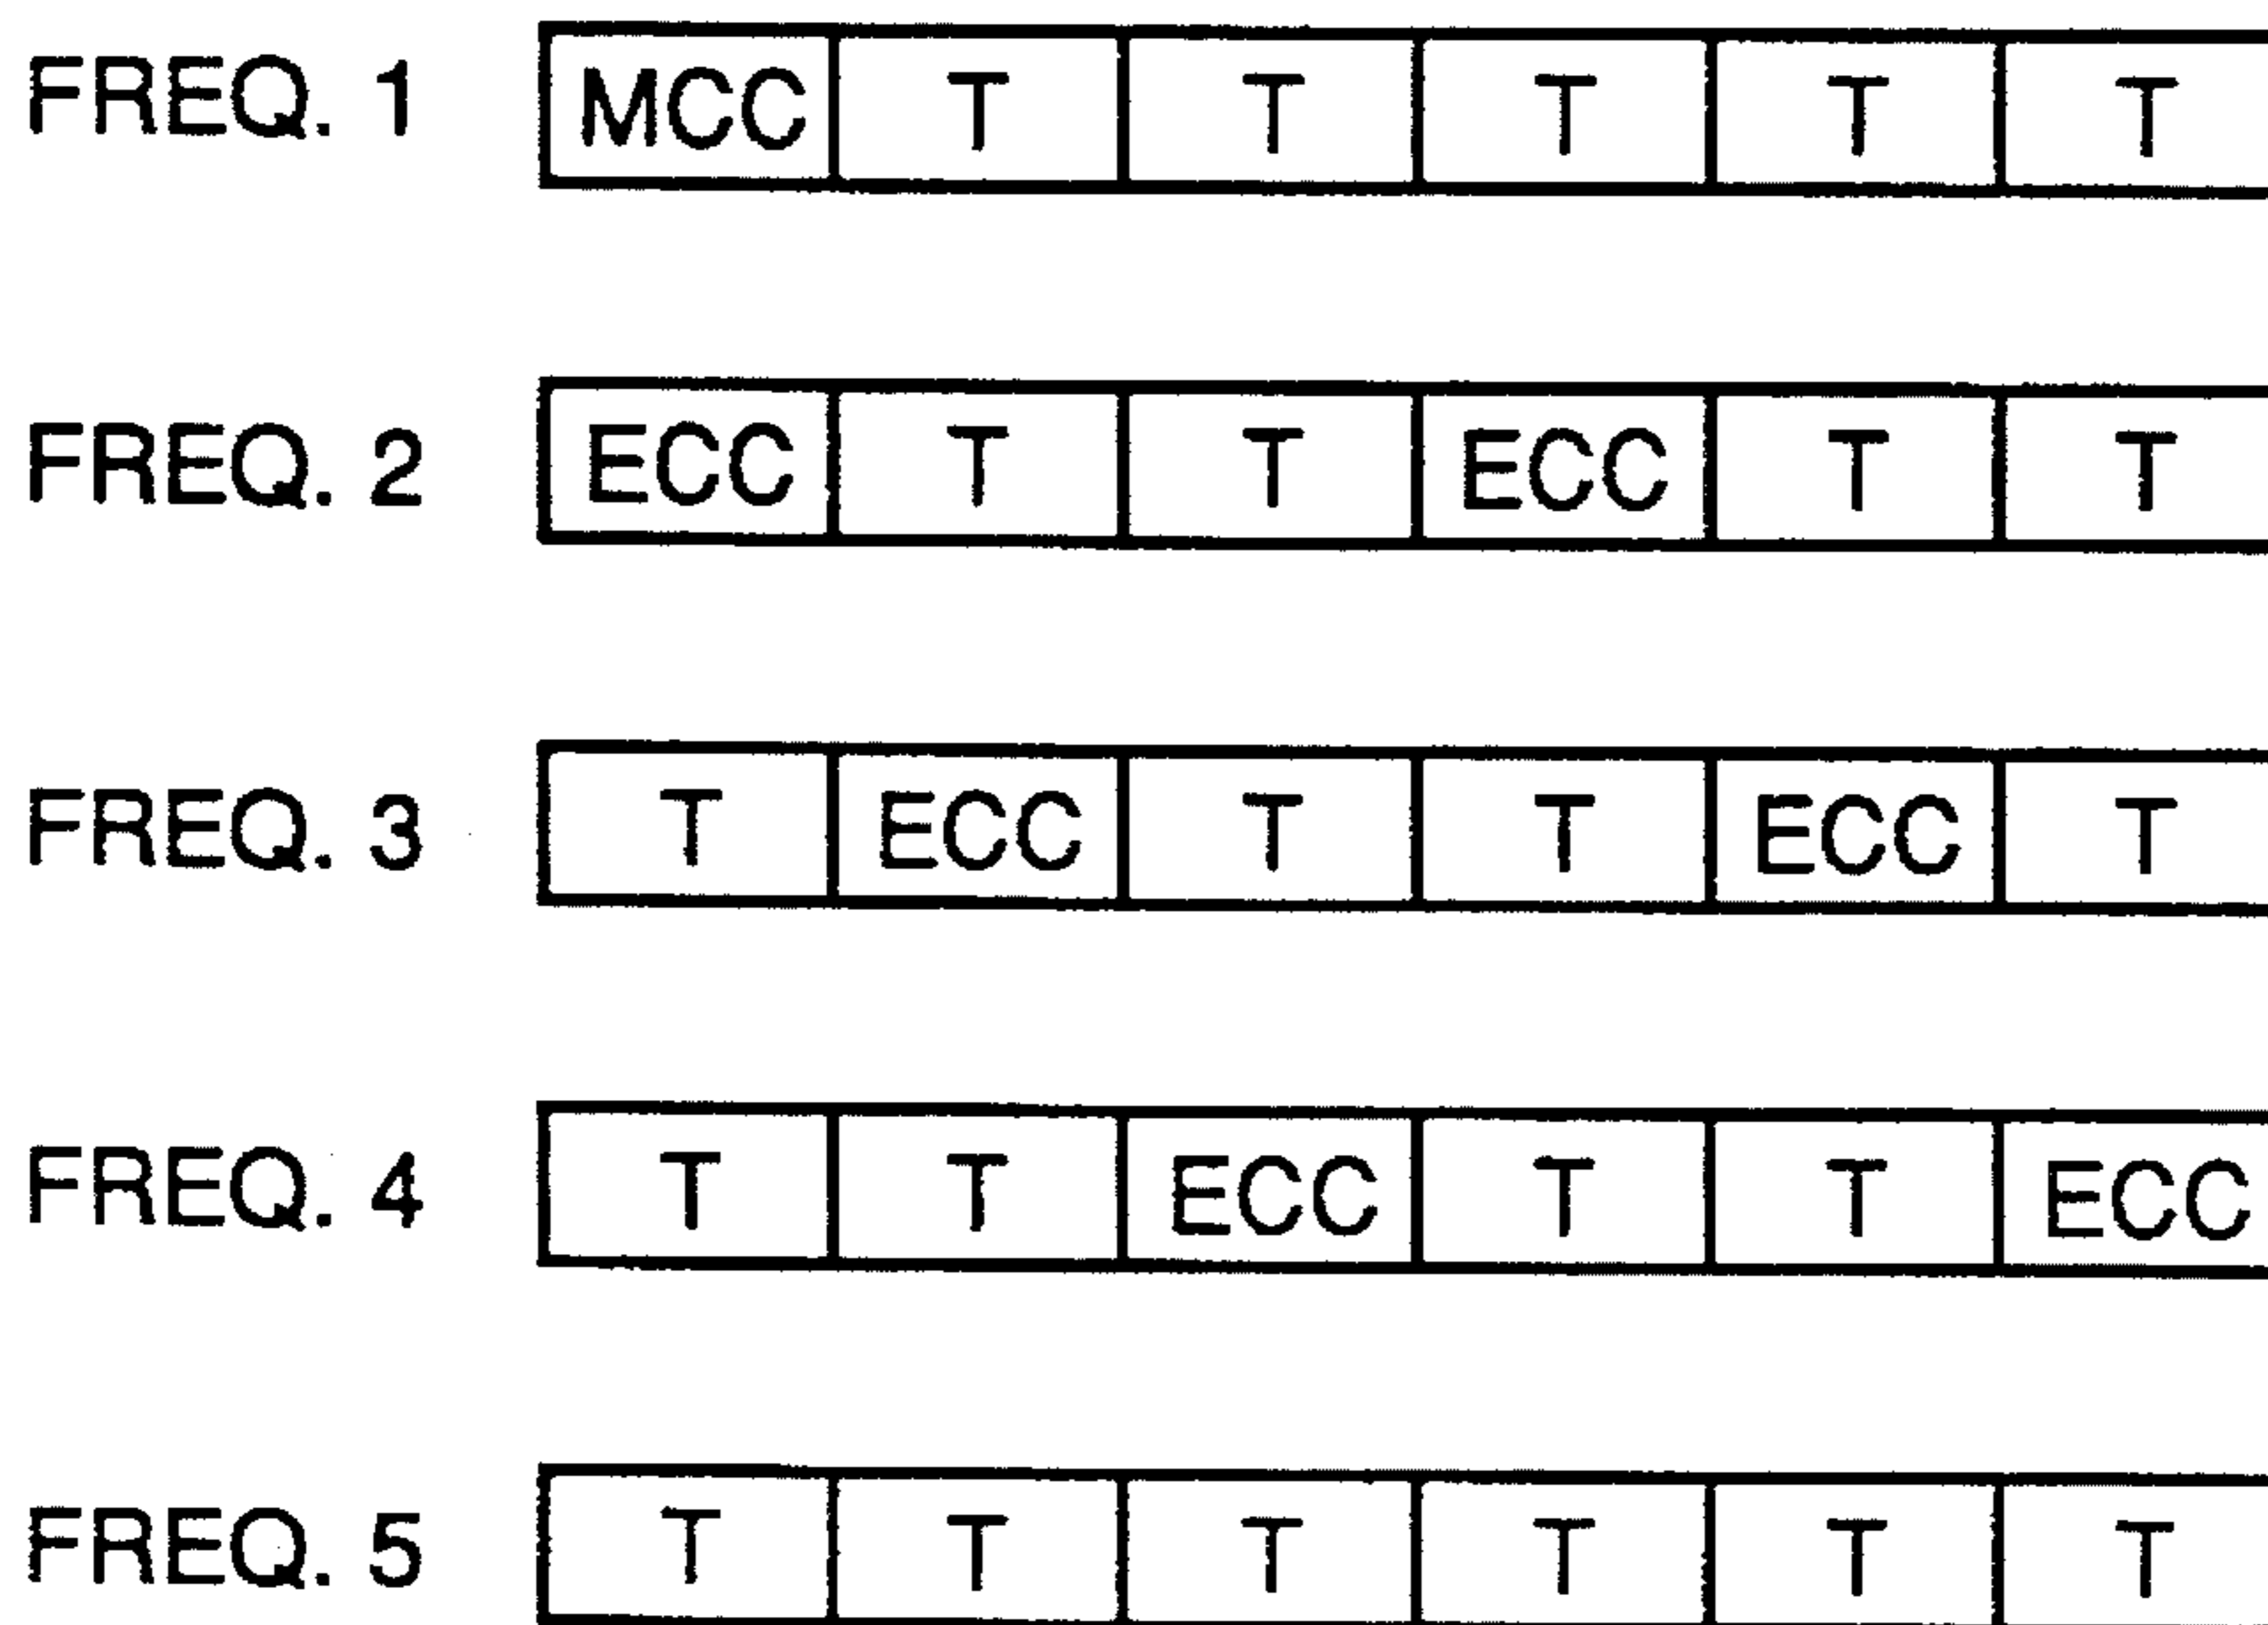 FREQ. 1 MCC T T T T T
FREQ. 2 ECC T T ECC T T
FREQ. 3 T ECC T T ECC T
FREQ. 4 T T ECC T T ECC
FREQ. 5 T T T T T T